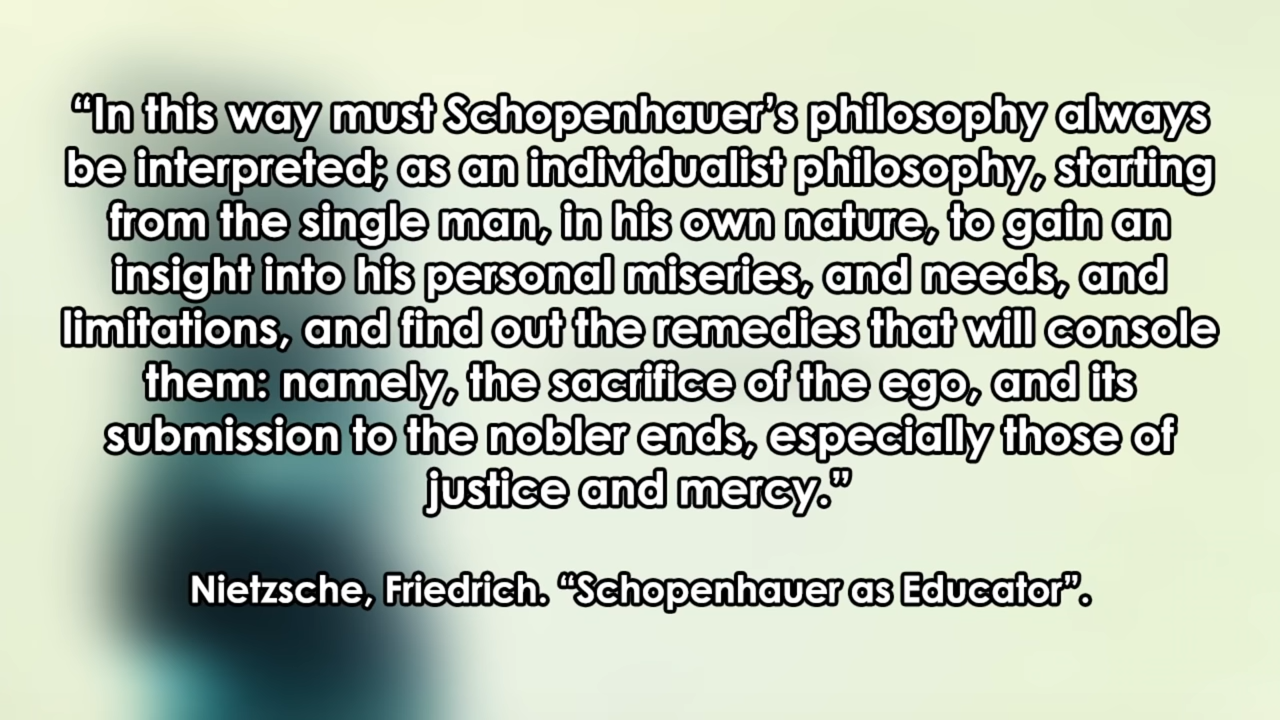 “In this way must Schopenhauer’s philosophy always
be interpreted; as an individualist philosophy, starting
from the single man, in his own nature, to gain an
insight into his personal miseries, and needs, and
limitations, and find out the remedies that will console
them: namely, the sacrifice of the ego, and its
submission to the nobler ends, especially those of
justice and mercy.”
Nietzsche, Friedrich. “Schopenhauer as Educator”.